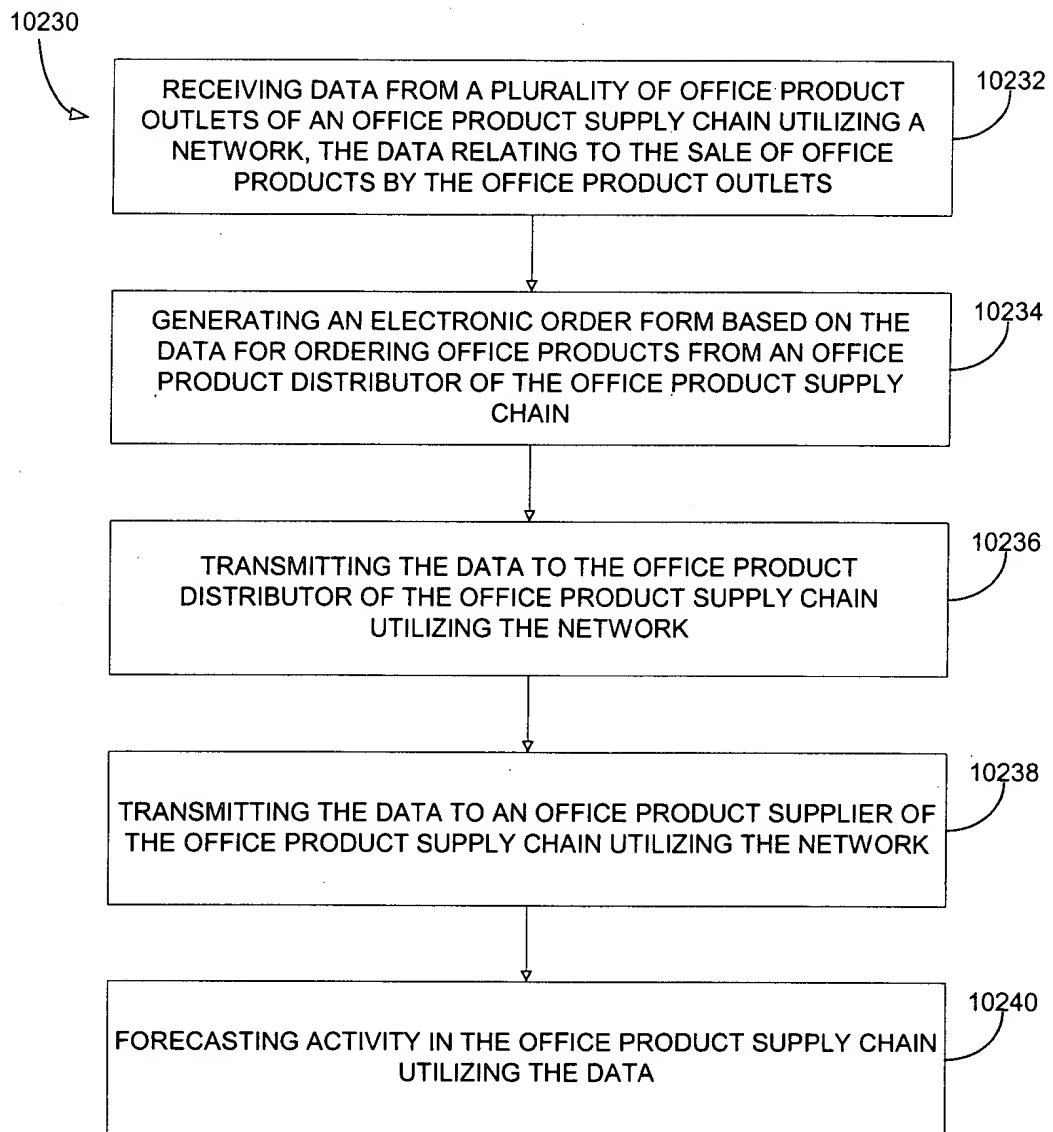 10230
RECEIVING DATA FROM A PLURALITY OF OFFICE PRODUCT
OUTLETS OF AN OFFICE PRODUCT SUPPLY CHAIN UTILIZING A
NETWORK, THE DATA RELATING TO THE SALE OF OFFICE
PRODUCTS BY THE OFFICE PRODUCT OUTLETS
10232
GENERATING AN ELECTRONIC ORDER FORM BASED ON THE
DATA FOR ORDERING OFFICE PRODUCTS FROM AN OFFICE
PRODUCT DISTRIBUTOR OF THE OFFICE PRODUCT SUPPLY
CHAIN
10234
TRANSMITTING THE DATA TO THE OFFICE PRODUCT
DISTRIBUTOR OF THE OFFICE PRODUCT SUPPLY CHAIN
UTILIZING THE NETWORK
10236
TRANSMITTING THE DATA TO AN OFFICE PRODUCT SUPPLIER OF
THE OFFICE PRODUCT SUPPLY CHAIN UTILIZING THE NETWORK
10238
FORECASTING ACTIVITY IN THE OFFICE PRODUCT SUPPLY CHAIN
UTILIZING THE DATA
10240